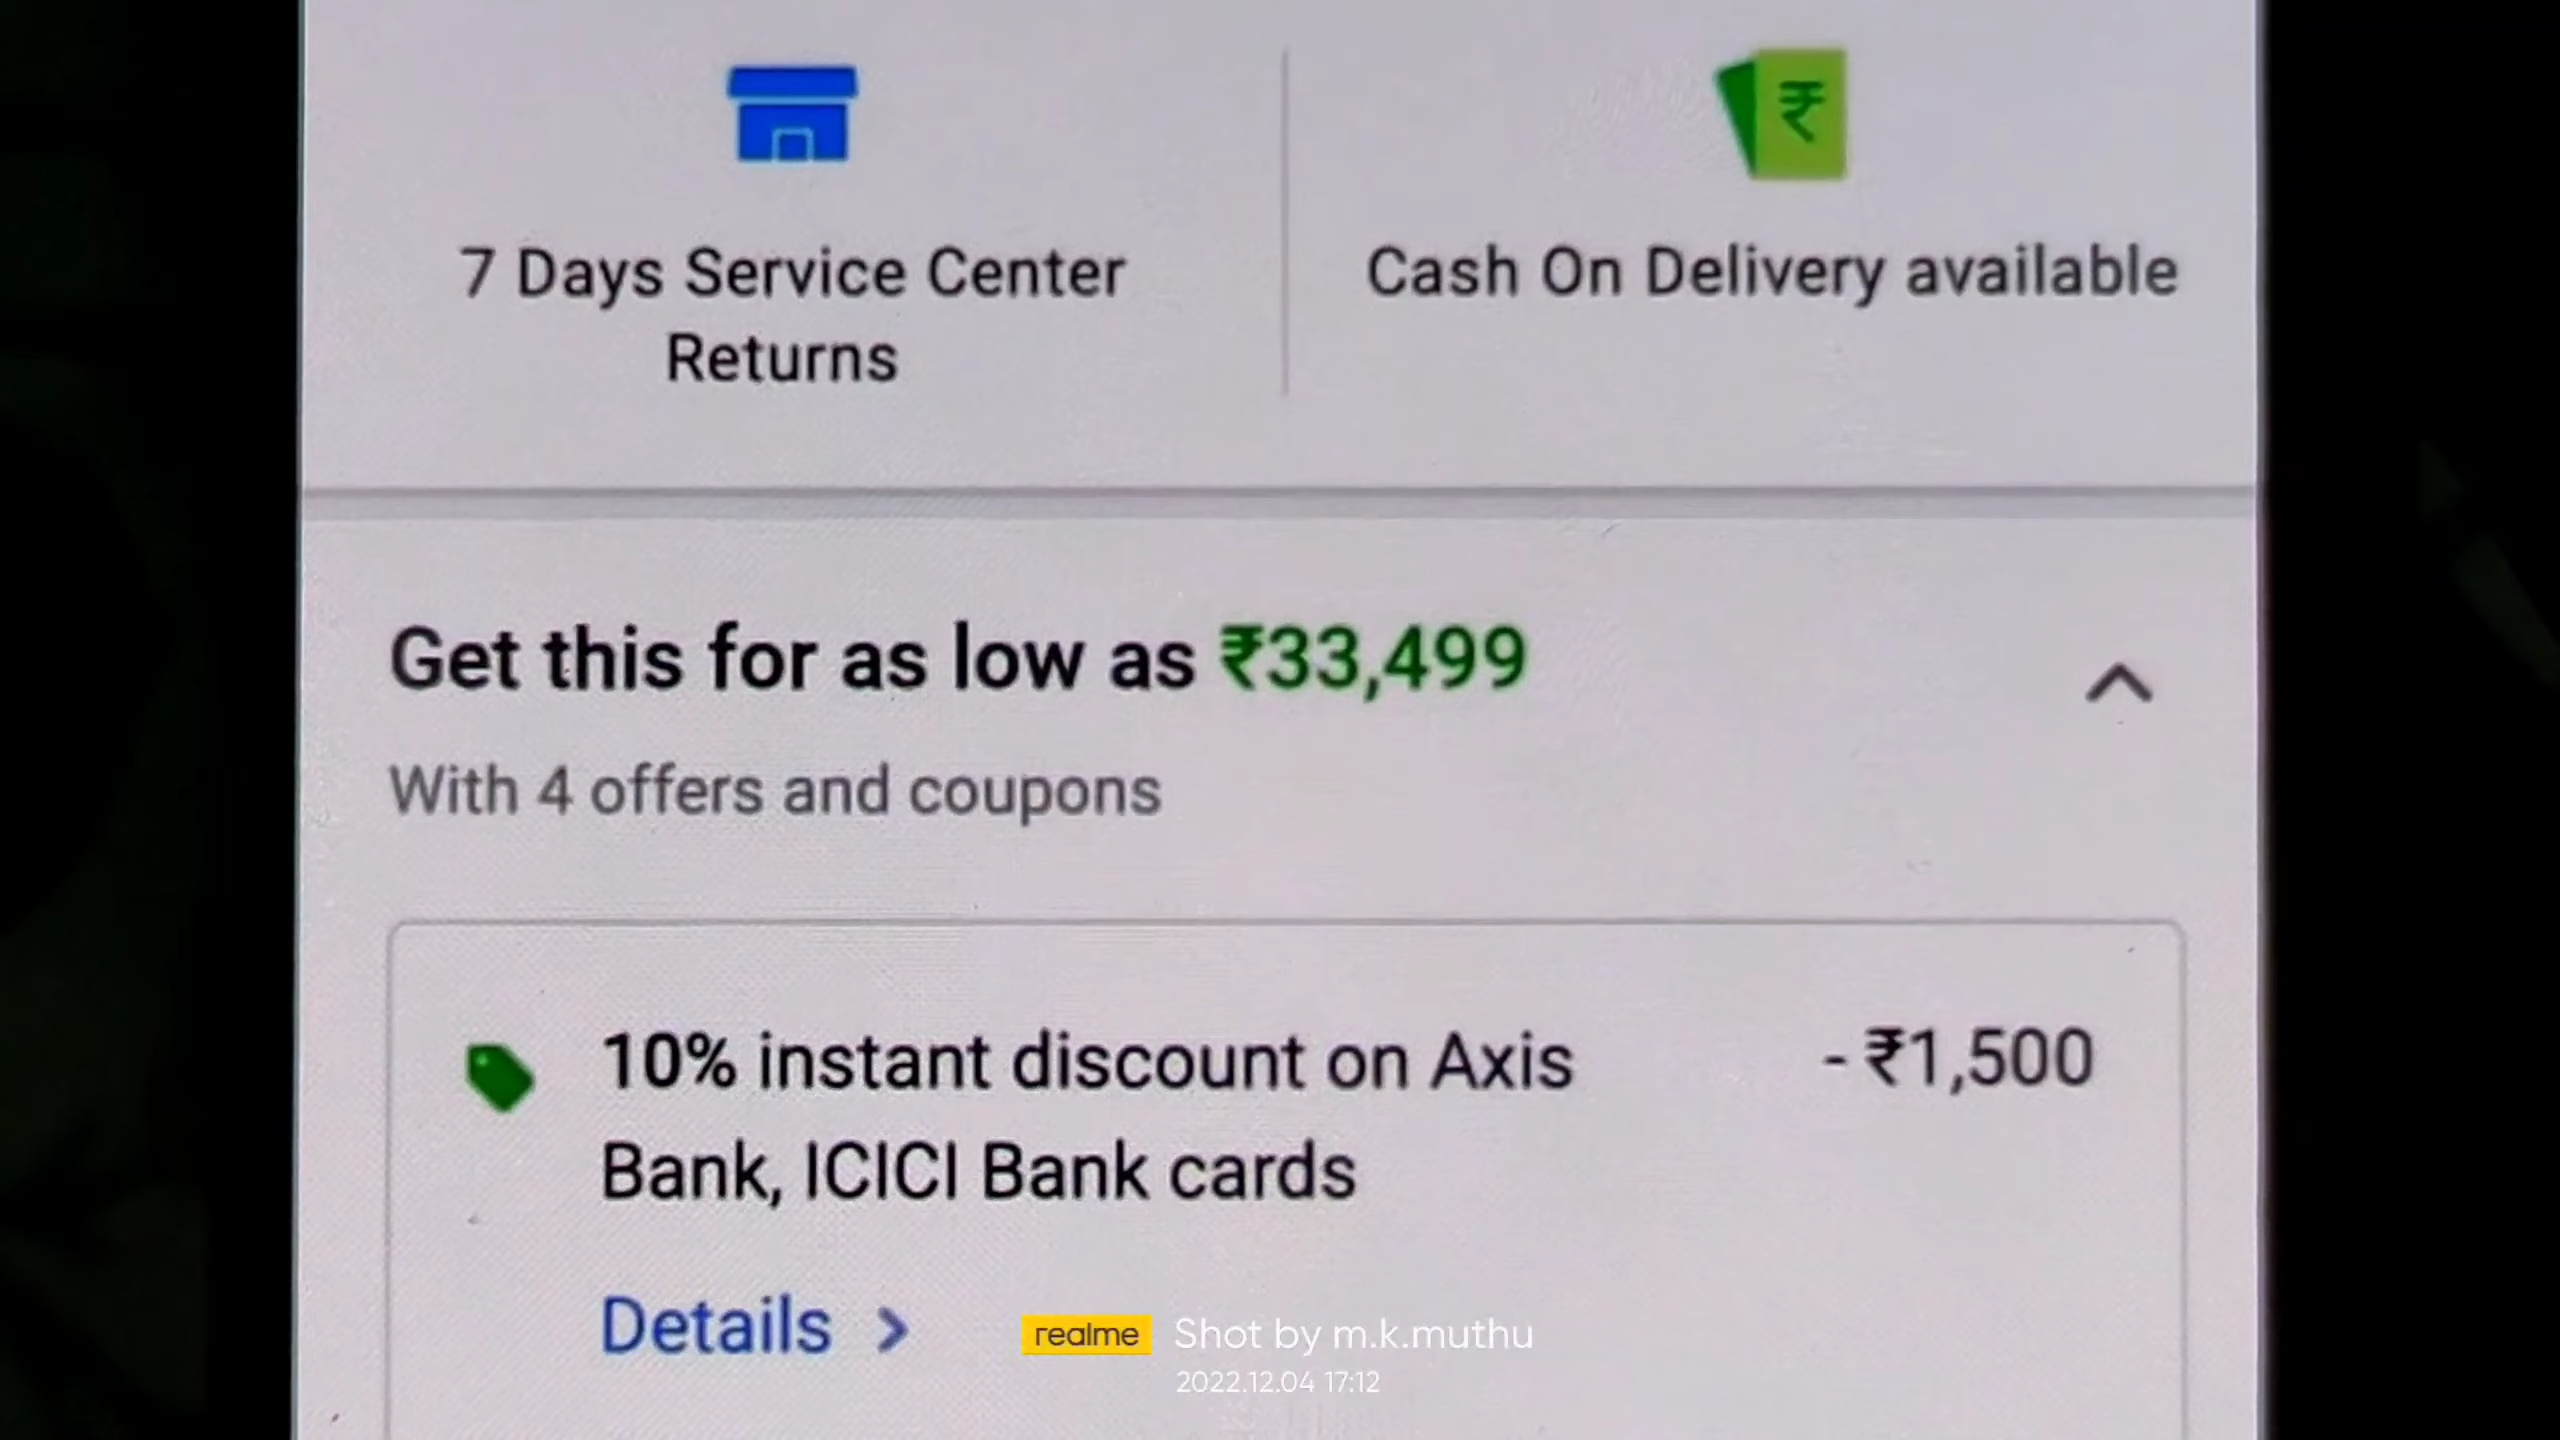 ₹
7 Days Service Center
Returns
Cash On Delivery available
Get this for as low as ₹33,499
With 4 offers and coupons
10% instant discount on Axis
Bank, ICICI Bank cards
- ₹1,500
Details >
realme Shot by m.k.muthu
2022.12.04 17:12